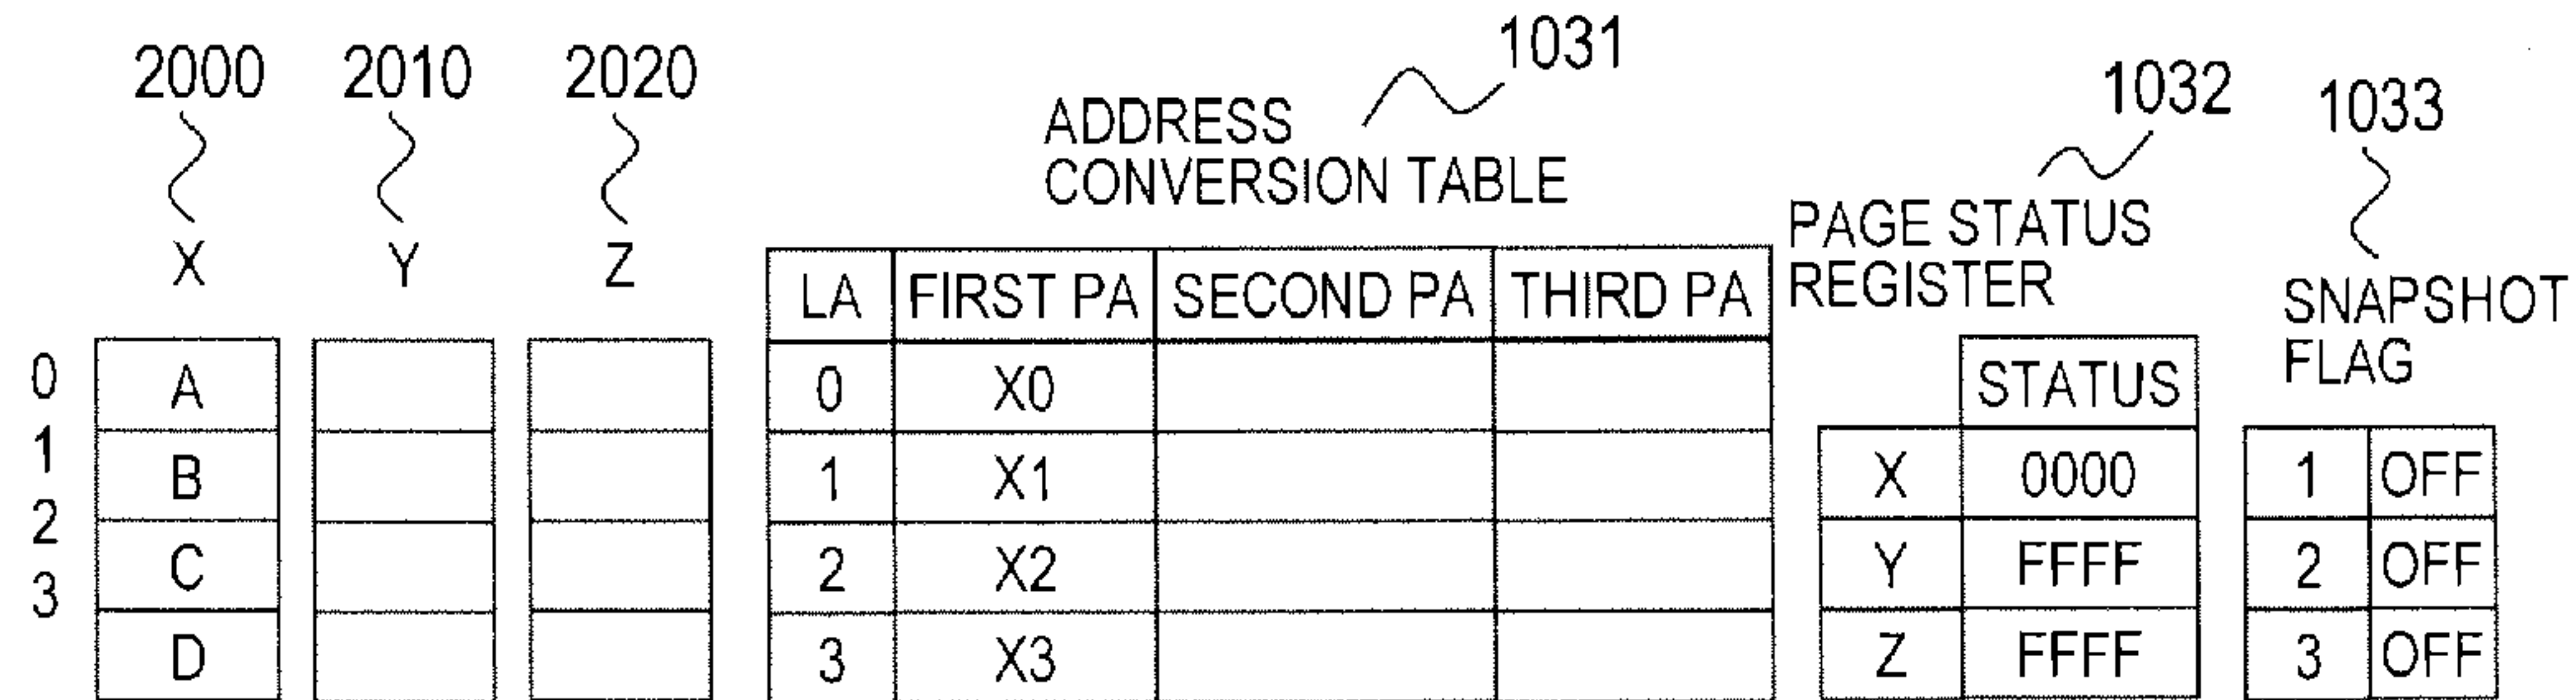 2000 2010 2020
1031
1032
1033
X Y Z
ADDRESS
CONVERSION TABLE
PAGE STATUS
REGISTER
SNAPSHOT
FLAG
0
1
2
3
A
B
C
D
LA FIRST PA SECOND PA THIRD PA
0 X0
1 X1
2 X2
3 X3
STATUS
X 0000
Y FFFF
Z FFFF
1 OFF
2 OFF
3 OFF